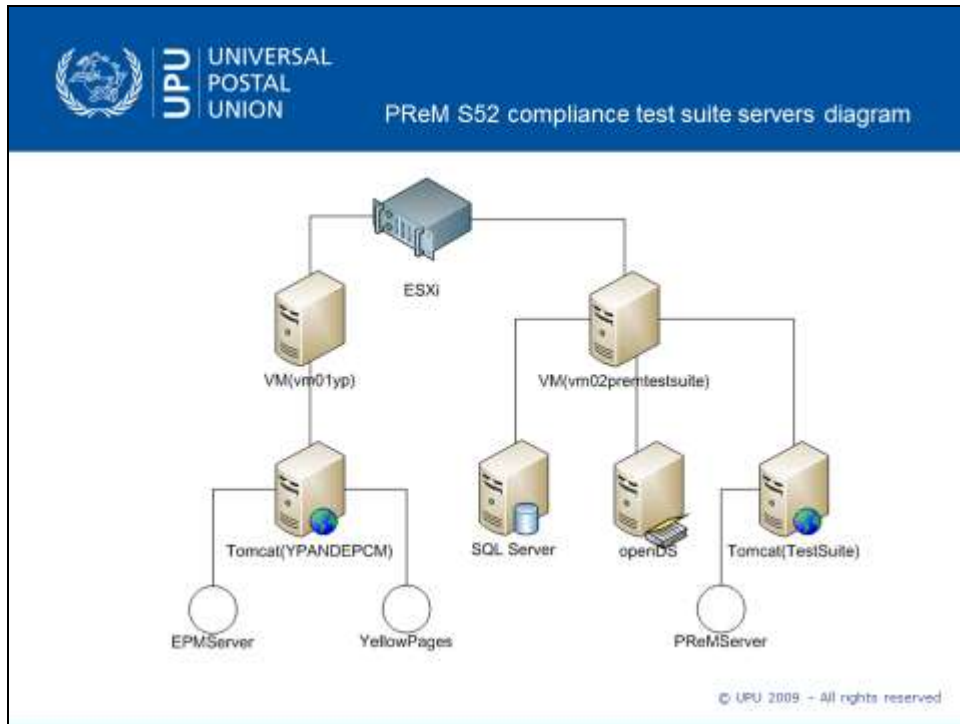 UPU
UNIVERSAL
POSTAL
UNION
PReM S52 compliance test suite servers diagram
ESXi
VM(vm01yp)
VM(vm02premtestsuite)
Tomcat(YPANDEPCM)
SQL Server
openDS
Tomcat(TestSuite)
EPMServer
YellowPages
PReMServer
© UPU 2009 – All rights reserved